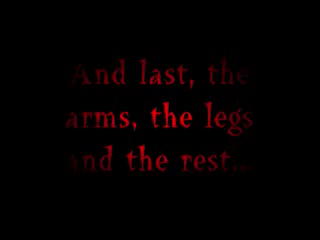 And last, the
arms, the legs
and the rest...